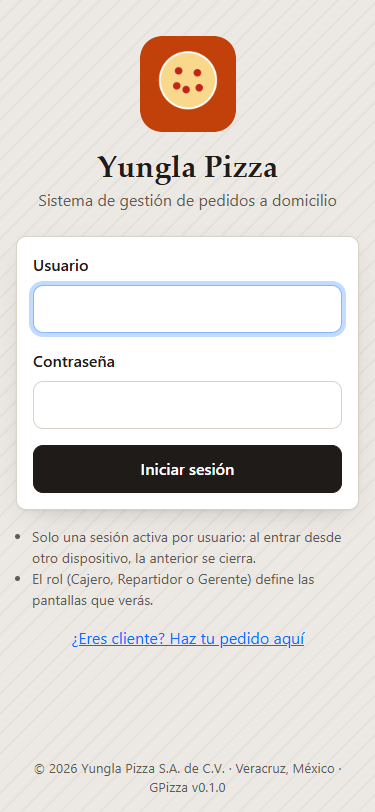 Yungla Pizza
Sistema de gestión de pedidos a domicilio
Usuario
Contraseña
Iniciar sesión
• Solo una sesión activa por usuario: al entrar desde
otro dispositivo, la anterior se cierra.
• El rol (Cajero, Repartidor o Gerente) define las
pantallas que verás.
¿Eres cliente? Haz tu pedido aquí
© 2026 Yungla Pizza S.A. de C.V. · Veracruz, México ·
GPizza v0.1.0